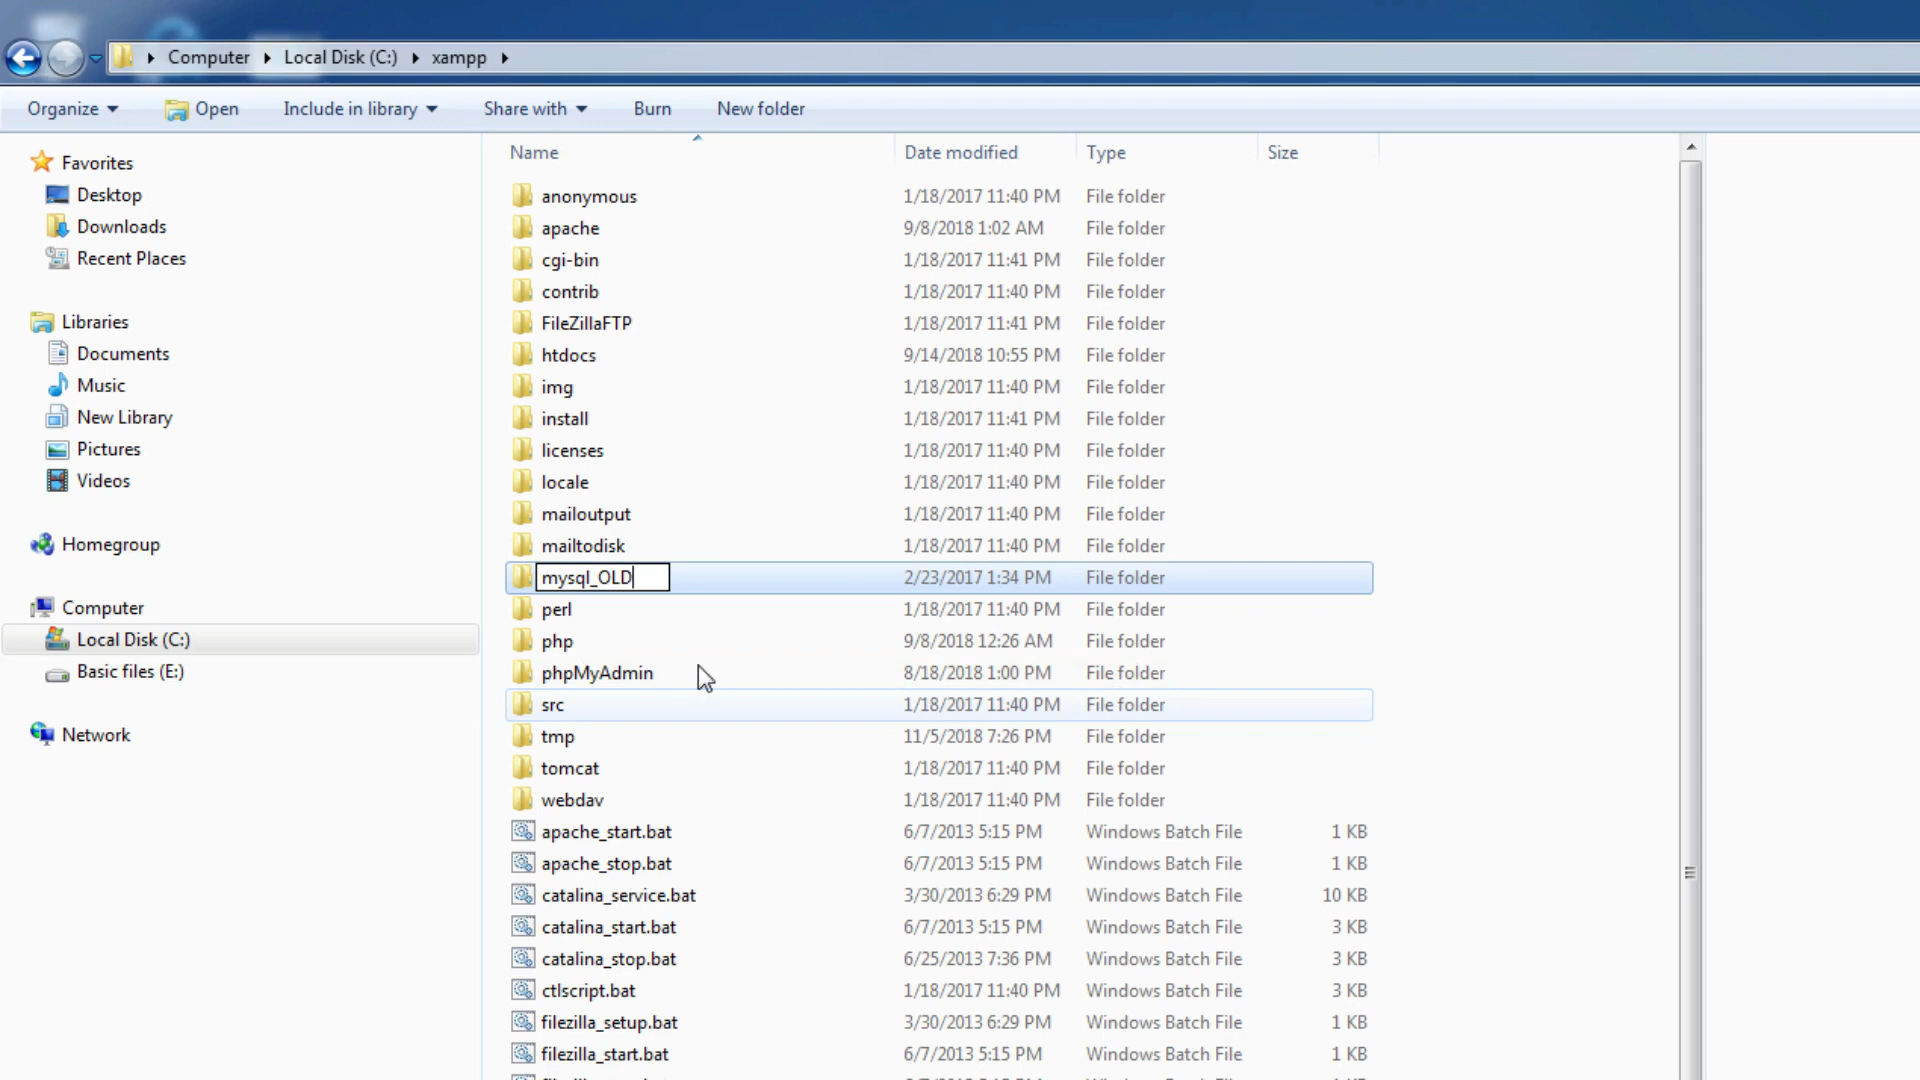 Computer Local Disk (C:) xampp
Organize Open Include in library Share with Burn New folder
Name Date modified Type Size
Favorites
Desktop
Downloads
Recent Places
Libraries
Documents
Music
New Library
Pictures
Videos
Homegroup
Computer
Local Disk (C:)
Basic files (E:)
Network
anonymous 1/18/2017 11:40 PM File folder
apache 9/8/2018 1:02 AM File folder
cgi-bin 1/18/2017 11:41 PM File folder
contrib 1/18/2017 11:40 PM File folder
FileZillaFTP 1/18/2017 11:41 PM File folder
htdocs 9/14/2018 10:55 PM File folder
img 1/18/2017 11:40 PM File folder
install 1/18/2017 11:41 PM File folder
licenses 1/18/2017 11:40 PM File folder
locale 1/18/2017 11:40 PM File folder
mailoutput 1/18/2017 11:40 PM File folder
mailtodisk 1/18/2017 11:40 PM File folder
mysql_OLD 2/23/2017 1:34 PM File folder
perl 1/18/2017 11:40 PM File folder
php 9/8/2018 12:26 AM File folder
phpMyAdmin 8/18/2018 1:00 PM File folder
src 1/18/2017 11:40 PM File folder
tmp 11/5/2018 7:26 PM File folder
tomcat 1/18/2017 11:40 PM File folder
webdav 1/18/2017 11:40 PM File folder
apache_start.bat 6/7/2013 5:15 PM Windows Batch File 1 KB
apache_stop.bat 6/7/2013 5:15 PM Windows Batch File 1 KB
catalina_service.bat 3/30/2013 6:29 PM Windows Batch File 10 KB
catalina_start.bat 6/7/2013 5:15 PM Windows Batch File 3 KB
catalina_stop.bat 6/25/2013 7:36 PM Windows Batch File 3 KB
ctlscript.bat 1/18/2017 11:40 PM Windows Batch File 3 KB
filezilla_setup.bat 3/30/2013 6:29 PM Windows Batch File 1 KB
filezilla_start.bat 6/7/2013 5:15 PM Windows Batch File 1 KB